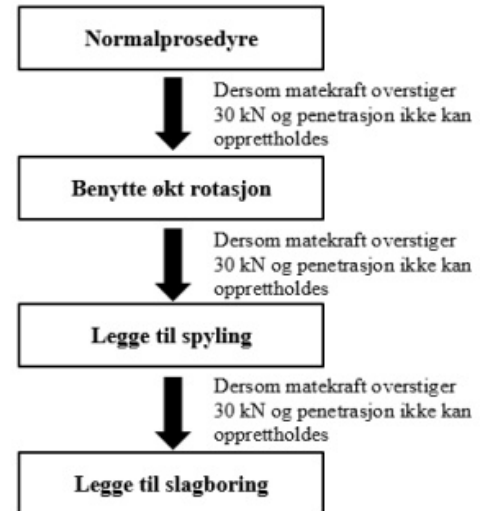 Normalprosedyre
Dersom matekraft overstiger
30 kN og penetrasjon ikke kan
opprettholdes
Benytte økt rotasjon
Dersom matekraft overstiger
30 kN og penetrasjon ikke kan
opprettholdes
Legge til spyling
Dersom matekraft overstiger
30 kN og penetrasjon ikke kan
opprettholdes
Legge til slagboring